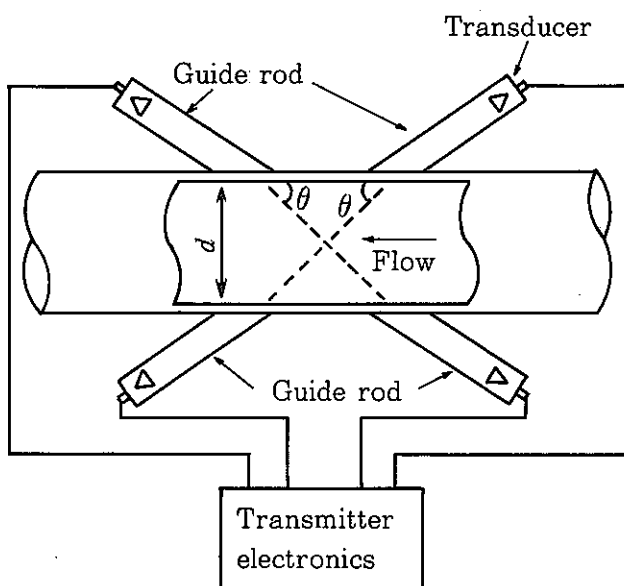 Transducer
Guide rod
θ
θ
d
Flow
Guide rod
Transmitter
electronics